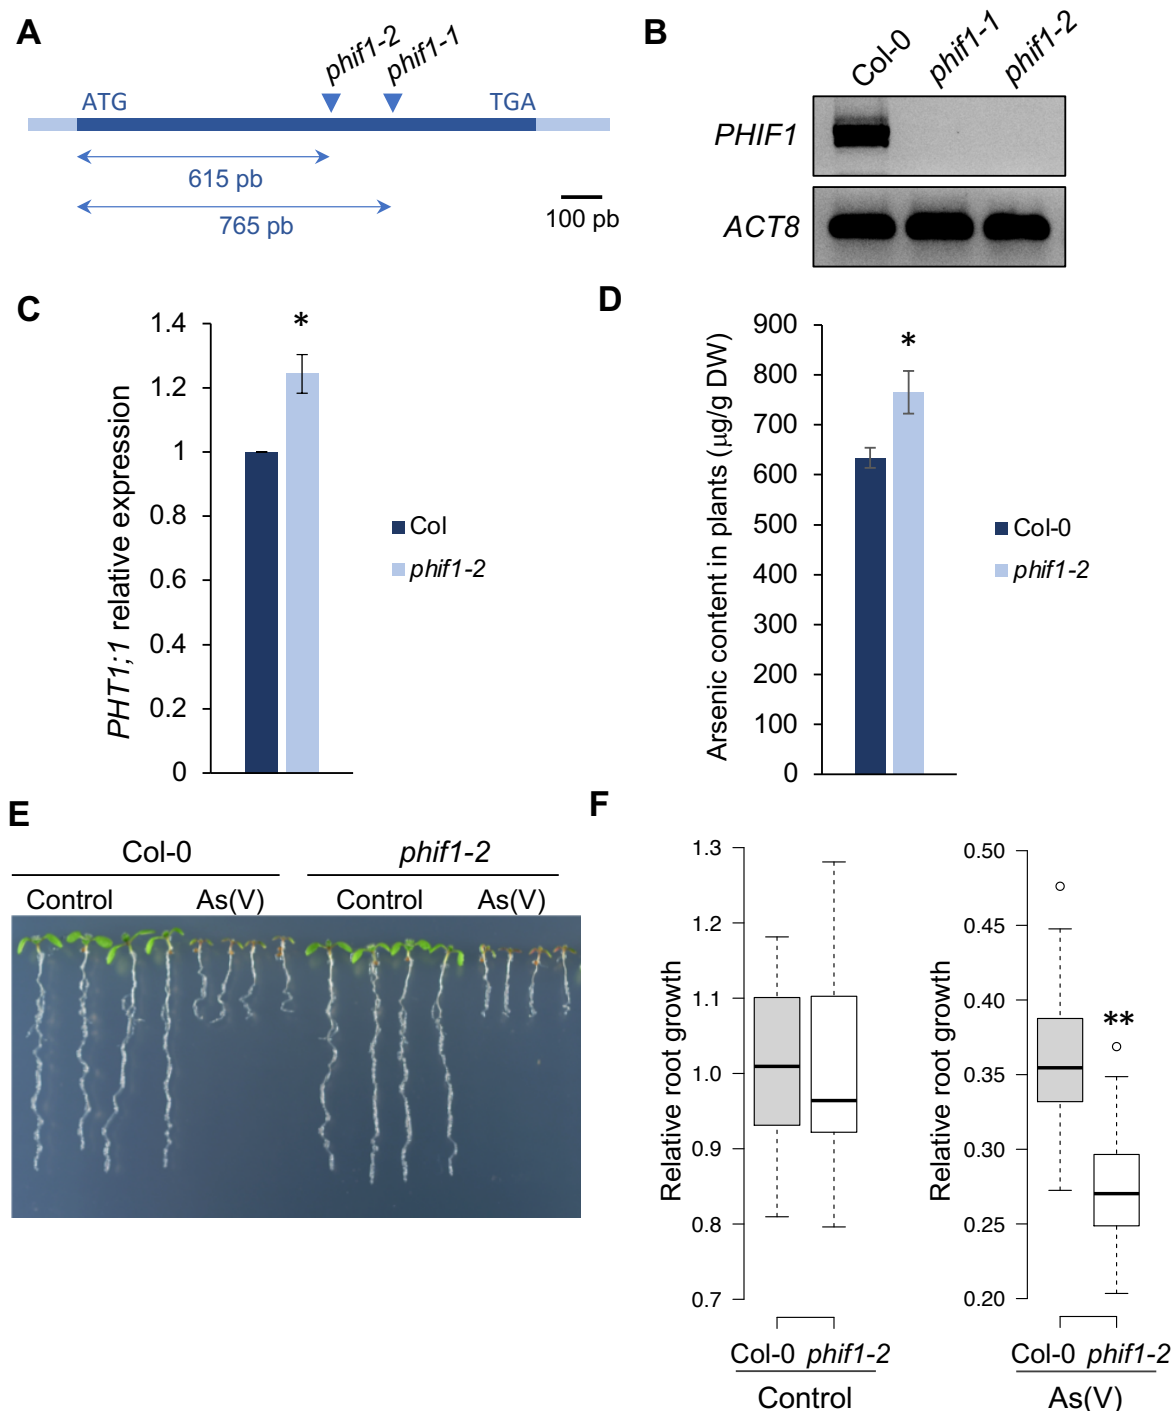 A
phif1-2
phif1-1
ATG
TGA
615 pb
765 pb
100 pb
B
Col-0
phif1-1
phif1-2
PHIF1
ACT8
C
PHT1;1 relative expression
1.4
1.2
1
0.8
0.6
0.4
0.2
0
*
Col
phif1-2
D
Arsenic content in plants (µg/g DW)
900
800
700
600
500
400
300
200
100
0
*
Col-0
phif1-2
E
Col-0
phif1-2
Control
As(V)
Control
As(V)
F
Relative root growth
1.3
1.2
1.1
1.0
0.9
0.8
0.7
Col-0 phif1-2
Control
Relative root growth
0.50
0.45
0.40
0.35
0.30
0.25
0.20
**
Col-0 phif1-2
As(V)